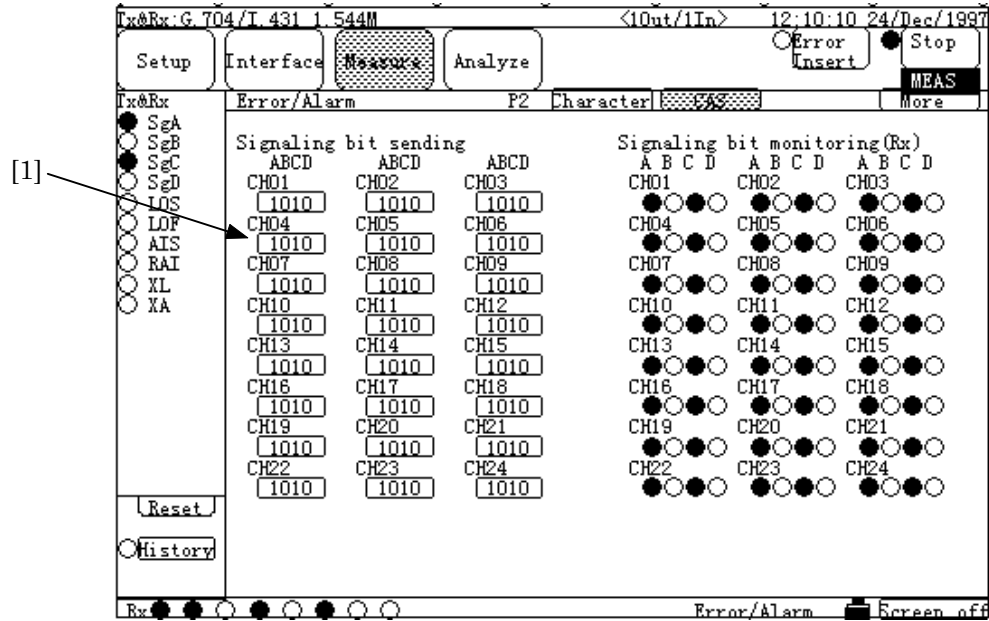 Tx&Rx:G.704/I.431 1.544M <1Out/1In> 12:10:10 24/Dec/1997
Setup Interface Measure Analyze Error Insert Stop
MEAS
Tx&Rx Error/Alarm P2 Character CAS More
SgA
SgB
SgC
SgD
LOS
LOF
AIS
RAI
XL
XA
[1]
Signaling bit sending
ABCD ABCD ABCD
CH01 CH02 CH03
1010 1010 1010
CH04 CH05 CH06
1010 1010 1010
CH07 CH08 CH09
1010 1010 1010
CH10 CH11 CH12
1010 1010 1010
CH13 CH14 CH15
1010 1010 1010
CH16 CH17 CH18
1010 1010 1010
CH19 CH20 CH21
1010 1010 1010
CH22 CH23 CH24
1010 1010 1010
Signaling bit monitoring(Rx)
A B C D A B C D A B C D
CH01 CH02 CH03
CH04 CH05 CH06
CH07 CH08 CH09
CH10 CH11 CH12
CH13 CH14 CH15
CH16 CH17 CH18
CH19 CH20 CH21
CH22 CH23 CH24
Reset
History
Rx Error/Alarm Screen off